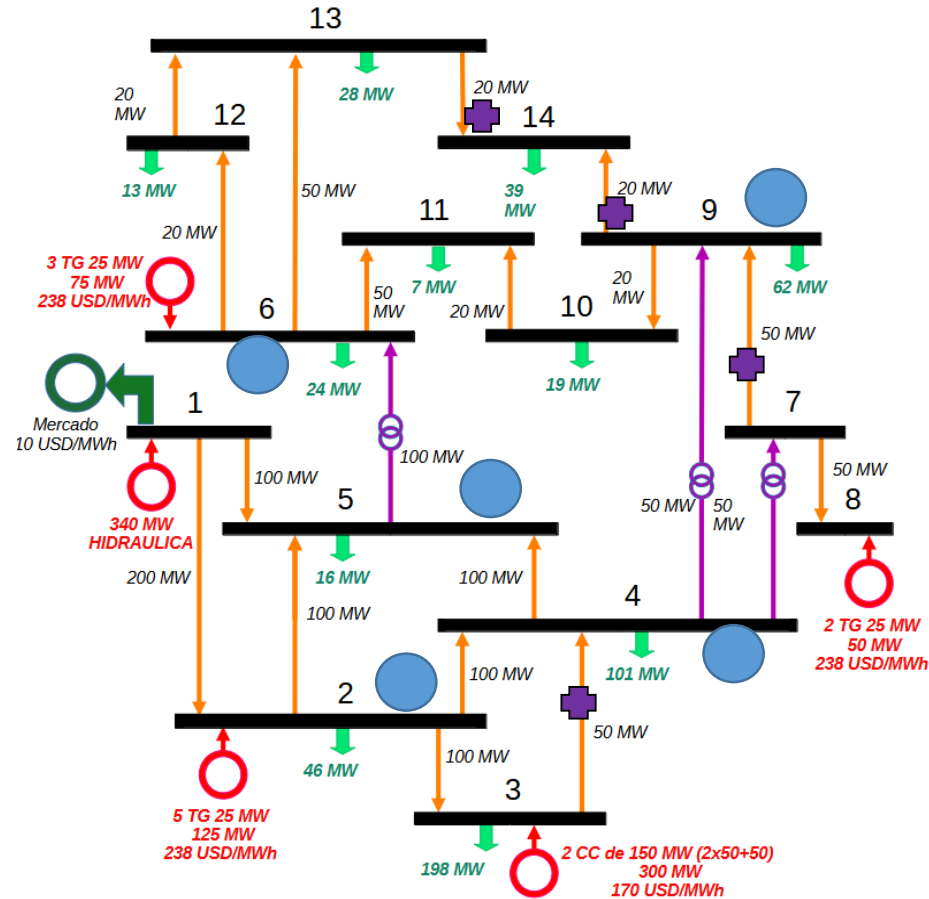 13
20 MW
28 MW
20
MW
12
14
13 MW
50 MW
39
MW
20 MW
9
11
20 MW
3 TG 25 MW
75 MW
238 USD/MWh
7 MW
62 MW
50
MW
20 MW
10
20
MW
6
50 MW
24 MW
19 MW
7
Mercado
10 USD/MWh
1
100 MW
100 MW
50 MW
5
50 MW
50
MW
8
340 MW
HIDRAULICA
16 MW
200 MW
100 MW
100 MW
4
2 TG 25 MW
50 MW
238 USD/MWh
2
100 MW
101 MW
50 MW
46 MW
100 MW
3
5 TG 25 MW
125 MW
238 USD/MWh
198 MW
2 CC de 150 MW (2x50+50)
300 MW
170 USD/MWh